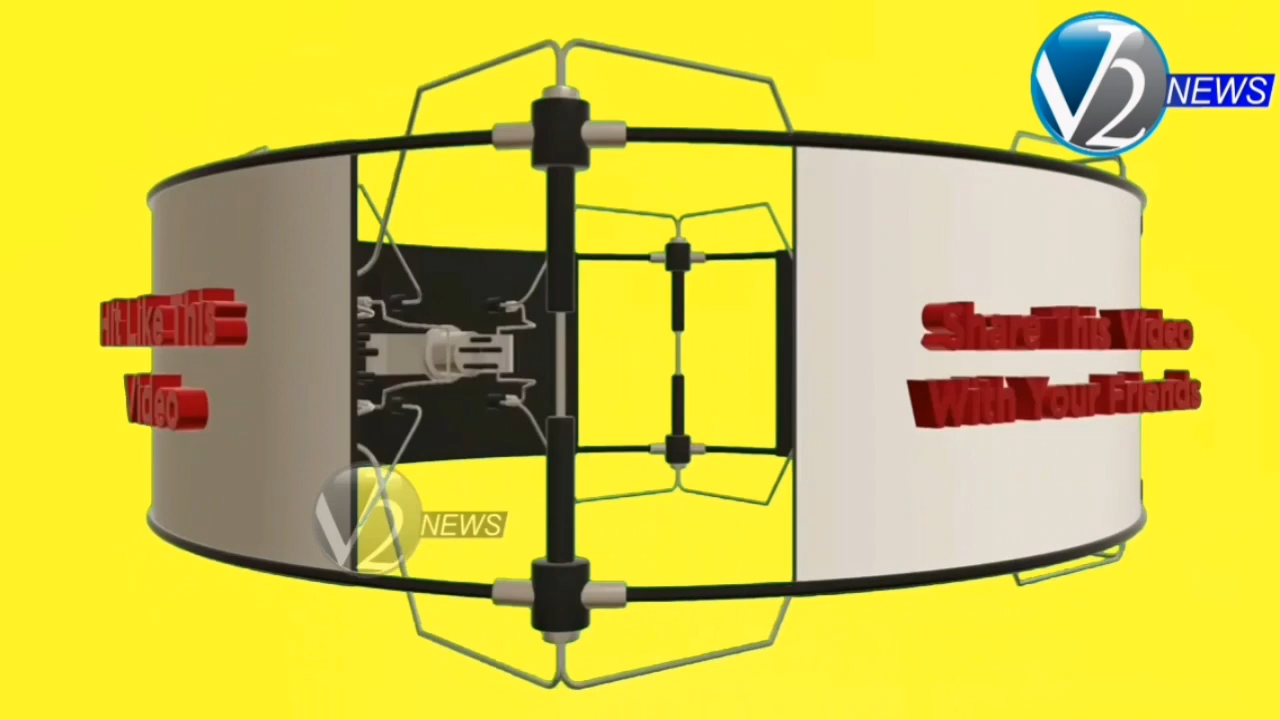 V2 NEWS
Hit Like This
Video
Share This Video
With Your Friends
V2 NEWS